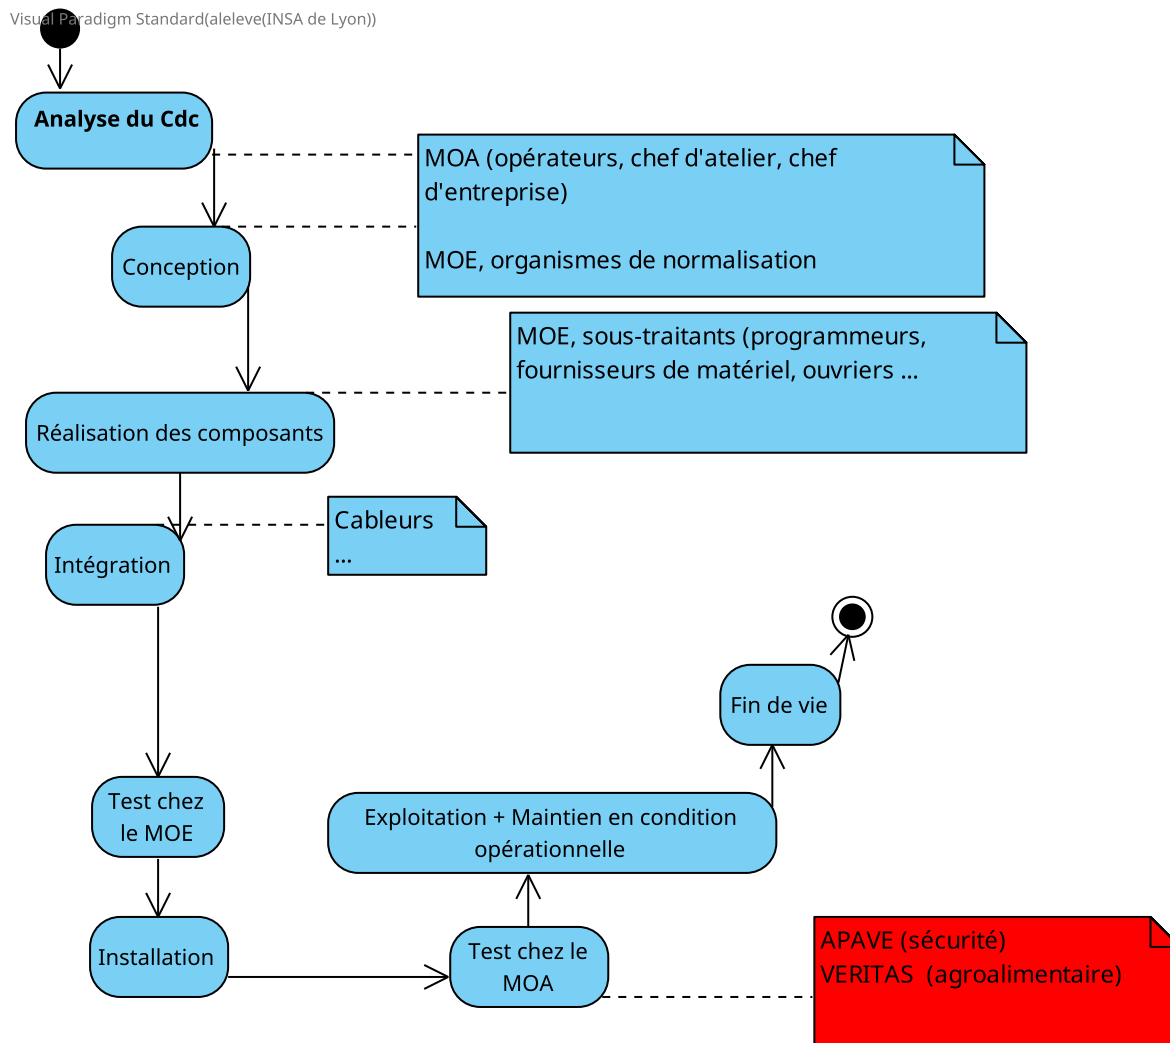 Visual Paradigm Standard(aleleve(INSA de Lyon))
Analyse du Cdc
MOA (opérateurs, chef d'atelier, chef
d'entreprise)
MOE, organismes de normalisation
Conception
MOE, sous-traitants (programmeurs,
fournisseurs de matériel, ouvriers ...
Réalisation des composants
Cableurs
...
Intégration
Fin de vie
Test chez
le MOE
Exploitation + Maintien en condition
opérationnelle
Installation
Test chez le
MOA
APAVE (sécurité)
VERITAS  (agroalimentaire)